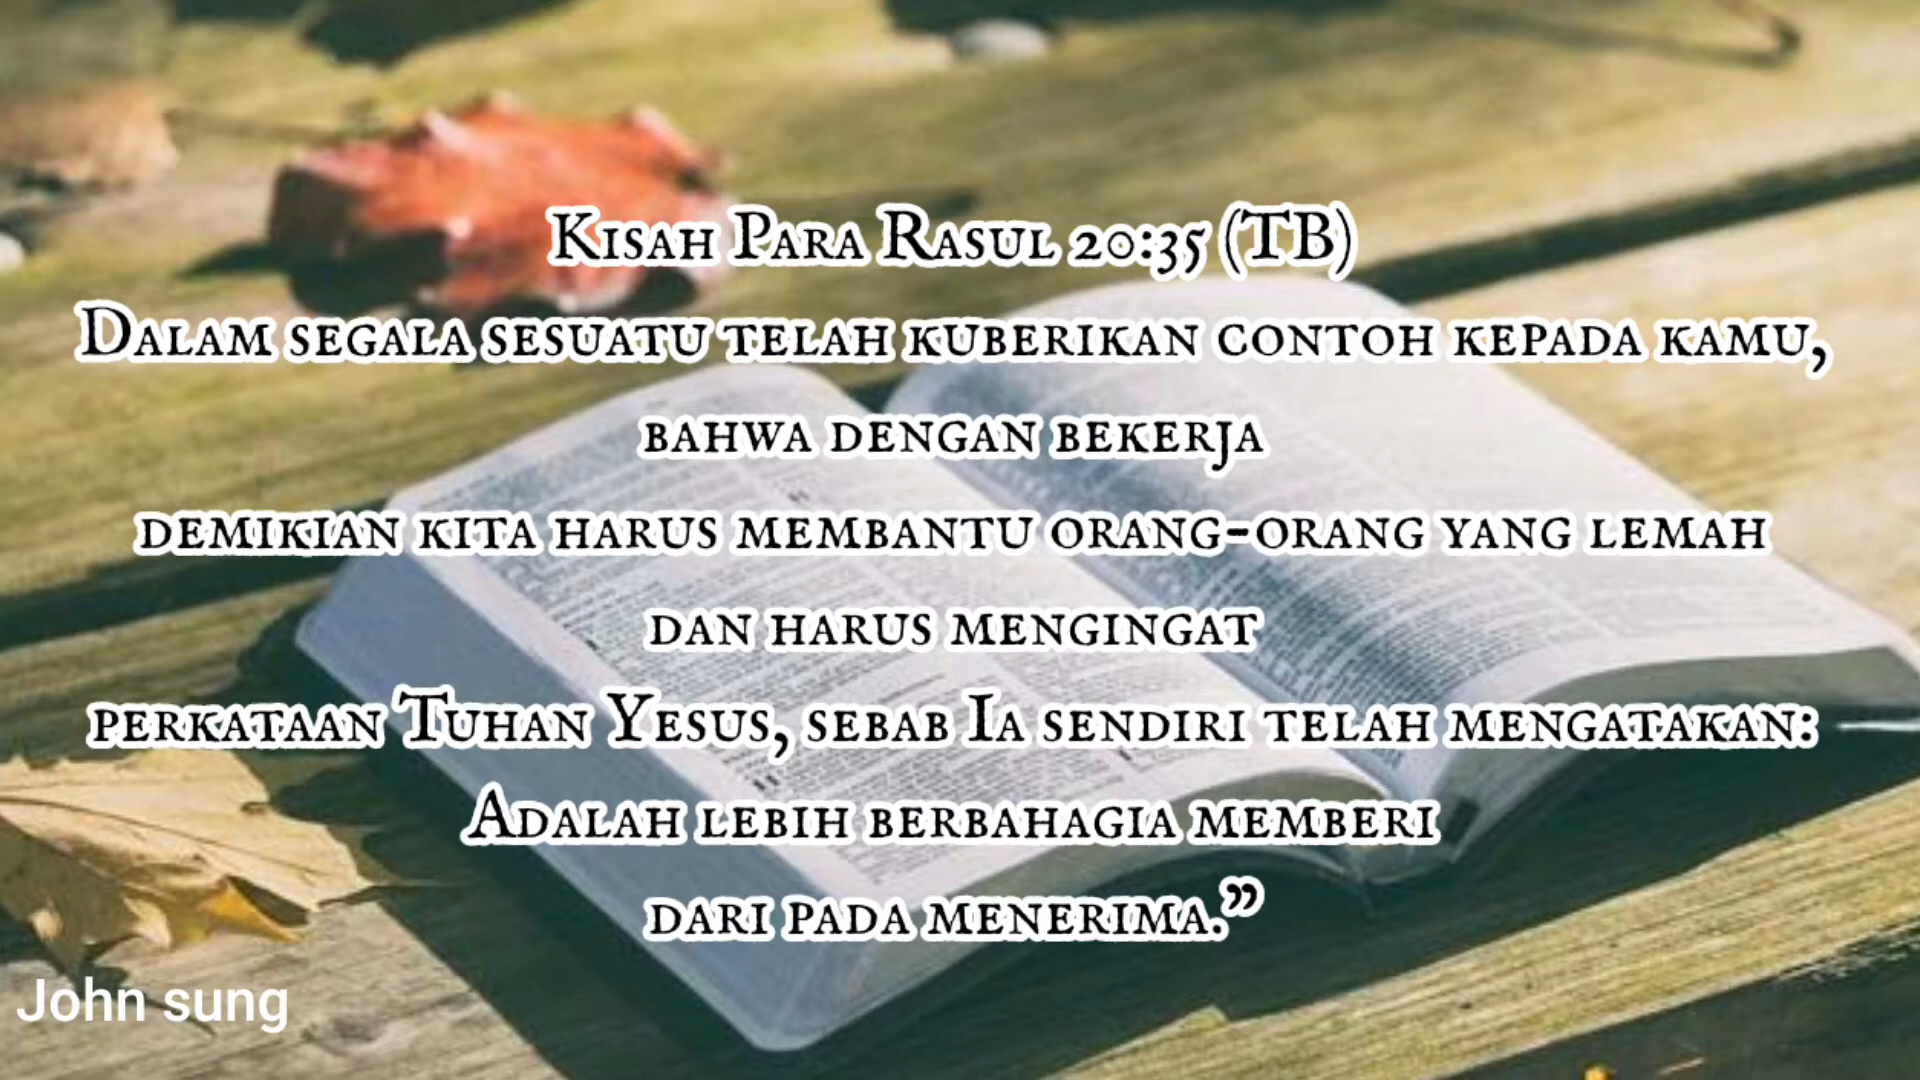 Kisah Para Rasul 20:35 (TB)
Dalam segala sesuatu telah kuberikan contoh kepada kamu,
bahwa dengan bekerja
demikian kita harus membantu orang-orang yang lemah
dan harus mengingat
perkataan Tuhan Yesus, sebab Ia sendiri telah mengatakan:
Adalah lebih berbahagia memberi
dari pada menerima.”
John sung